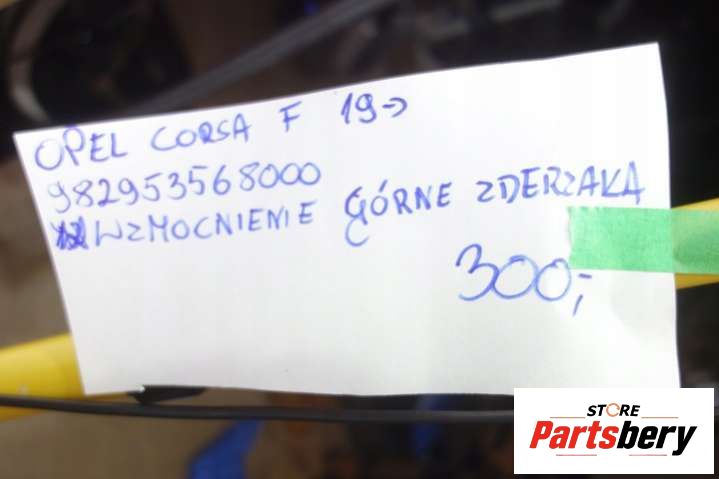 OPEL CORSA F 19->
982953568000
WZMOCNIENIE GÓRNE ZDERZAKA
300,-
STORE
Partsbery